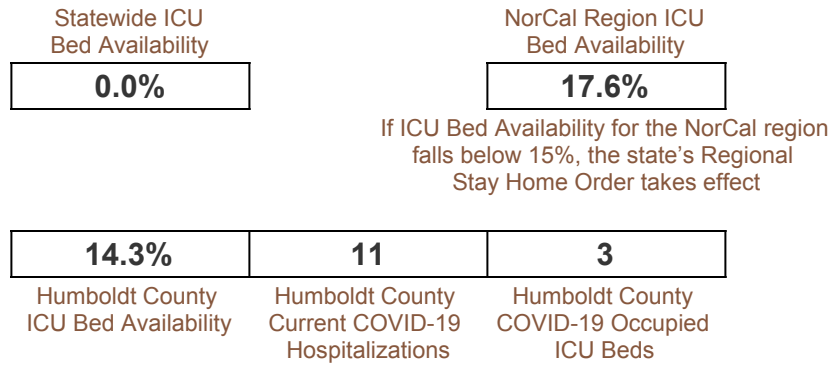 Statewide ICU
Bed Availability
0.0%
NorCal Region ICU
Bed Availability
17.6%
If ICU Bed Availability for the NorCal region
falls below 15%, the state’s Regional
Stay Home Order takes effect
14.3%
Humboldt County
ICU Bed Availability
11
Humboldt County
Current COVID-19
Hospitalizations
3
Humboldt County
COVID-19 Occupied
ICU Beds